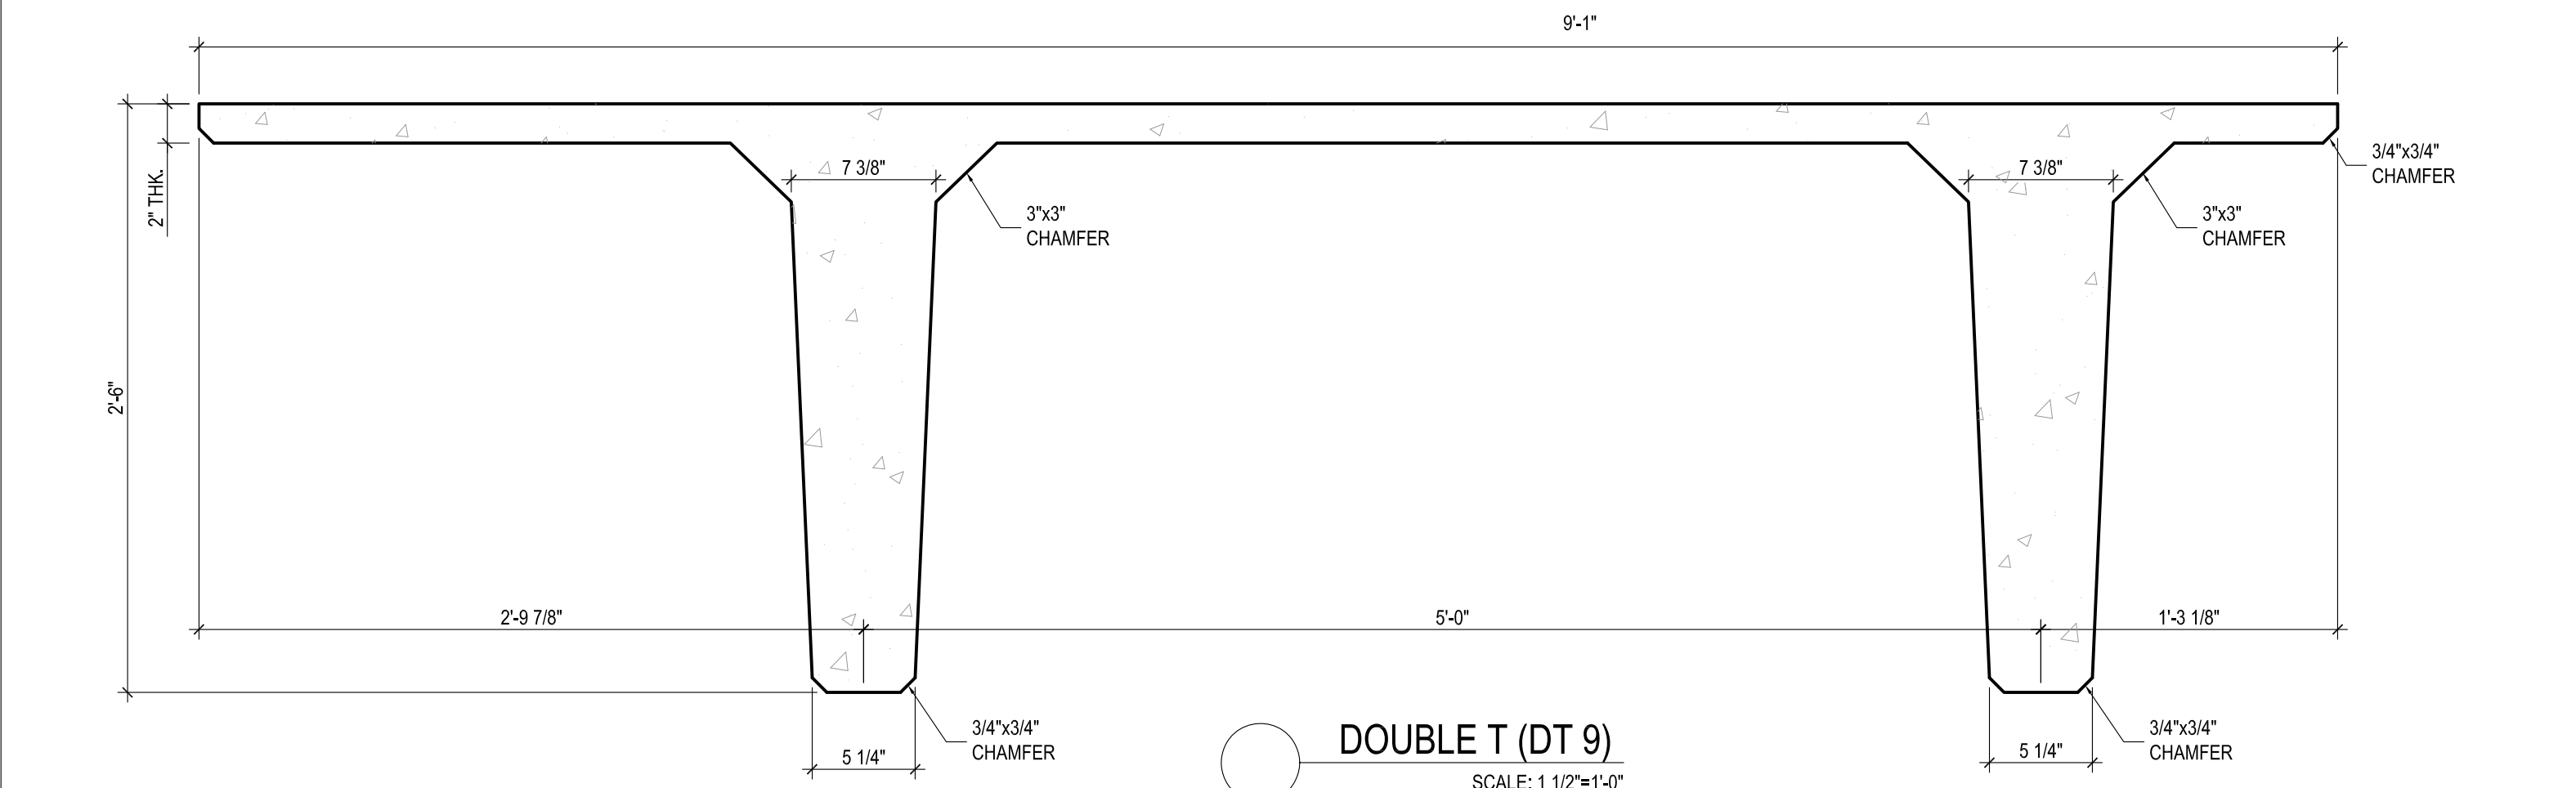 9'-1"
2" THK.
7 3/8"
7 3/8"
3/4"x3/4"
CHAMFER
3"x3"
CHAMFER
3"x3"
CHAMFER
2'-6"
2'-9 7/8"
5'-0"
1'-3 1/8"
3/4"x3/4"
CHAMFER
5 1/4"
DOUBLE T (DT 9)
SCALE: 1 1/2"=1'-0"
3/4"x3/4"
CHAMFER
5 1/4"